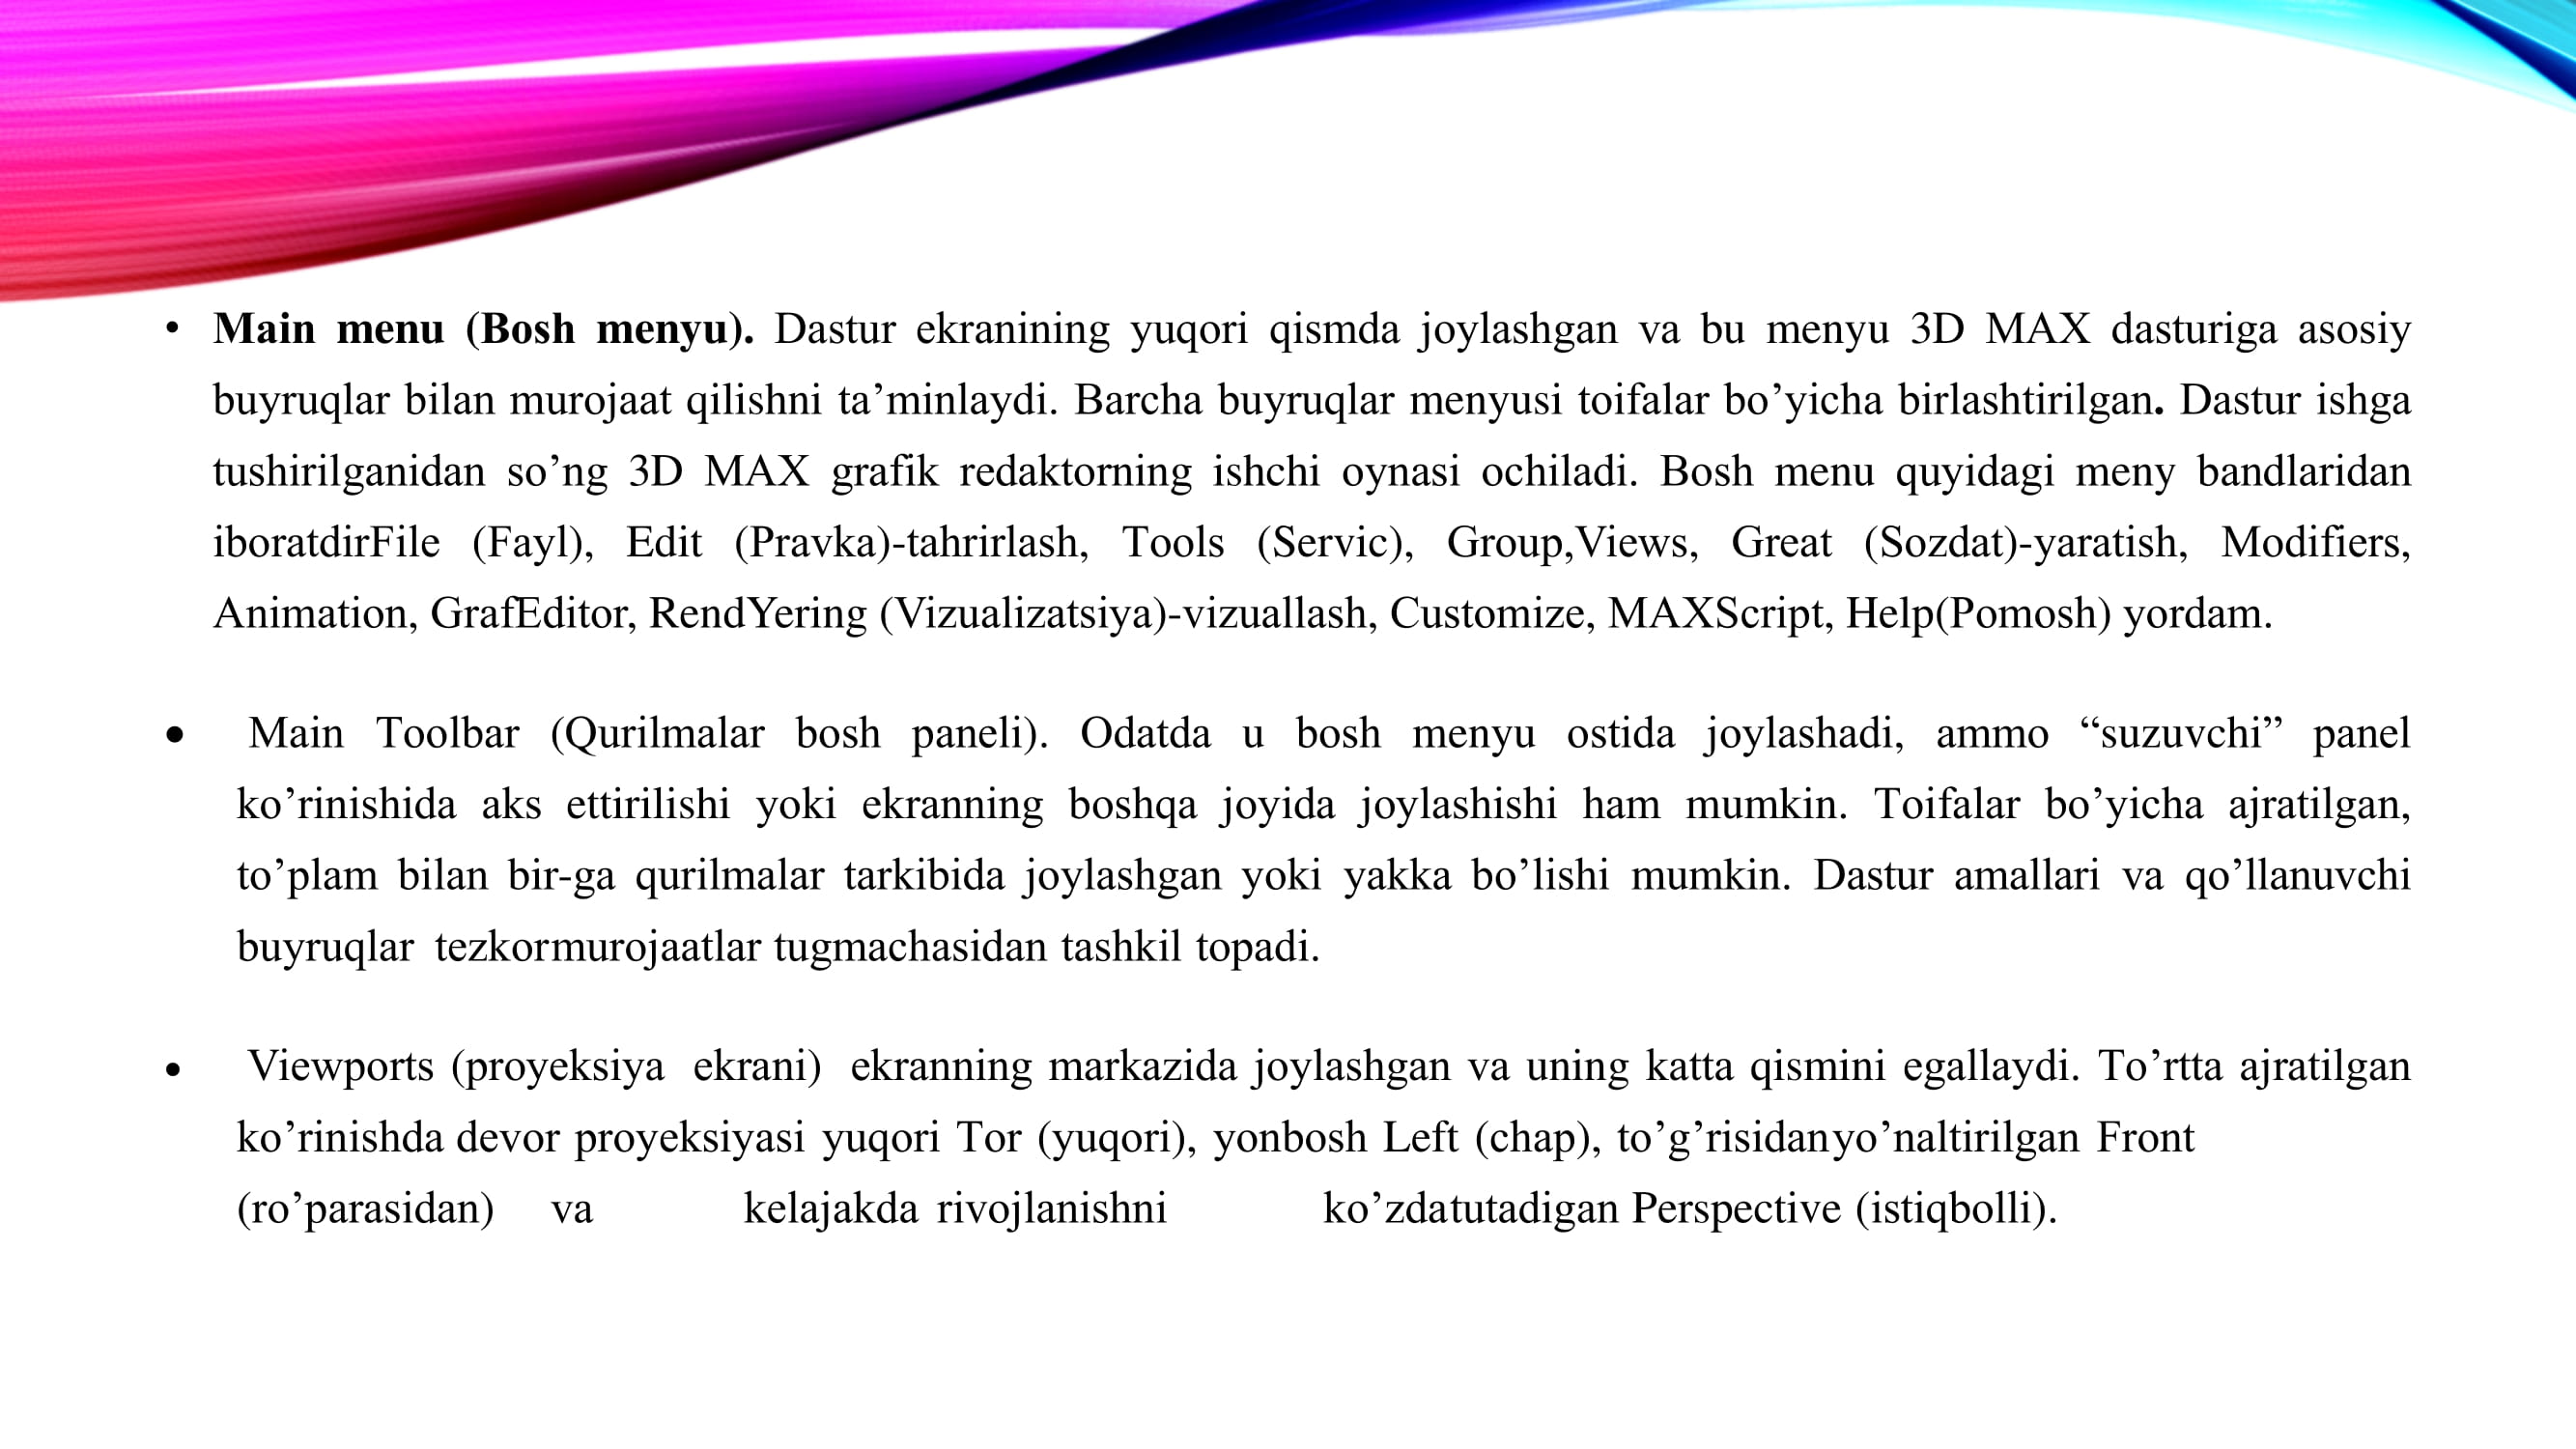 • Main menu (Bosh menyu). Dastur ekranining yuqori qismda joylashgan va bu menyu 3D MAX dasturiga asosiy
buyruqlar bilan murojaat qilishni ta’minlaydi. Barcha buyruqlar menyusi toifalar bo’yicha birlashtirilgan. Dastur ishga
tushirilganidan so’ng 3D MAX grafik redaktorning ishchi oynasi ochiladi. Bosh menu quyidagi meny bandlaridan
iboratdirFile (Fayl), Edit (Pravka)-tahrirlash, Tools (Servic), Group,Views, Great (Sozdat)-yaratish, Modifiers,
Animation, GrafEditor, RendYering (Vizualizatsiya)-vizuallash, Customize, MAXScript, Help(Pomosh) yordam.
• Main Toolbar (Qurilmalar bosh paneli). Odatda u bosh menyu ostida joylashadi, ammo “suzuvchi” panel
ko’rinishida aks ettirilishi yoki ekranning boshqa joyida joylashishi ham mumkin. Toifalar bo’yicha ajratilgan,
to’plam bilan bir-ga qurilmalar tarkibida joylashgan yoki yakka bo’lishi mumkin. Dastur amallari va qo’llanuvchi
buyruqlar tezkormurojaatlar tugmachasidan tashkil topadi.
• Viewports (proyeksiya ekrani) ekranning markazida joylashgan va uning katta qismini egallaydi. To’rtta ajratilgan
ko’rinishda devor proyeksiyasi yuqori Tor (yuqori), yonbosh Left (chap), to’g’risidanyo’naltirilgan Front
(ro’parasidan) va kelajakda rivojlanishni ko’zdatutadigan Perspective (istiqbolli).